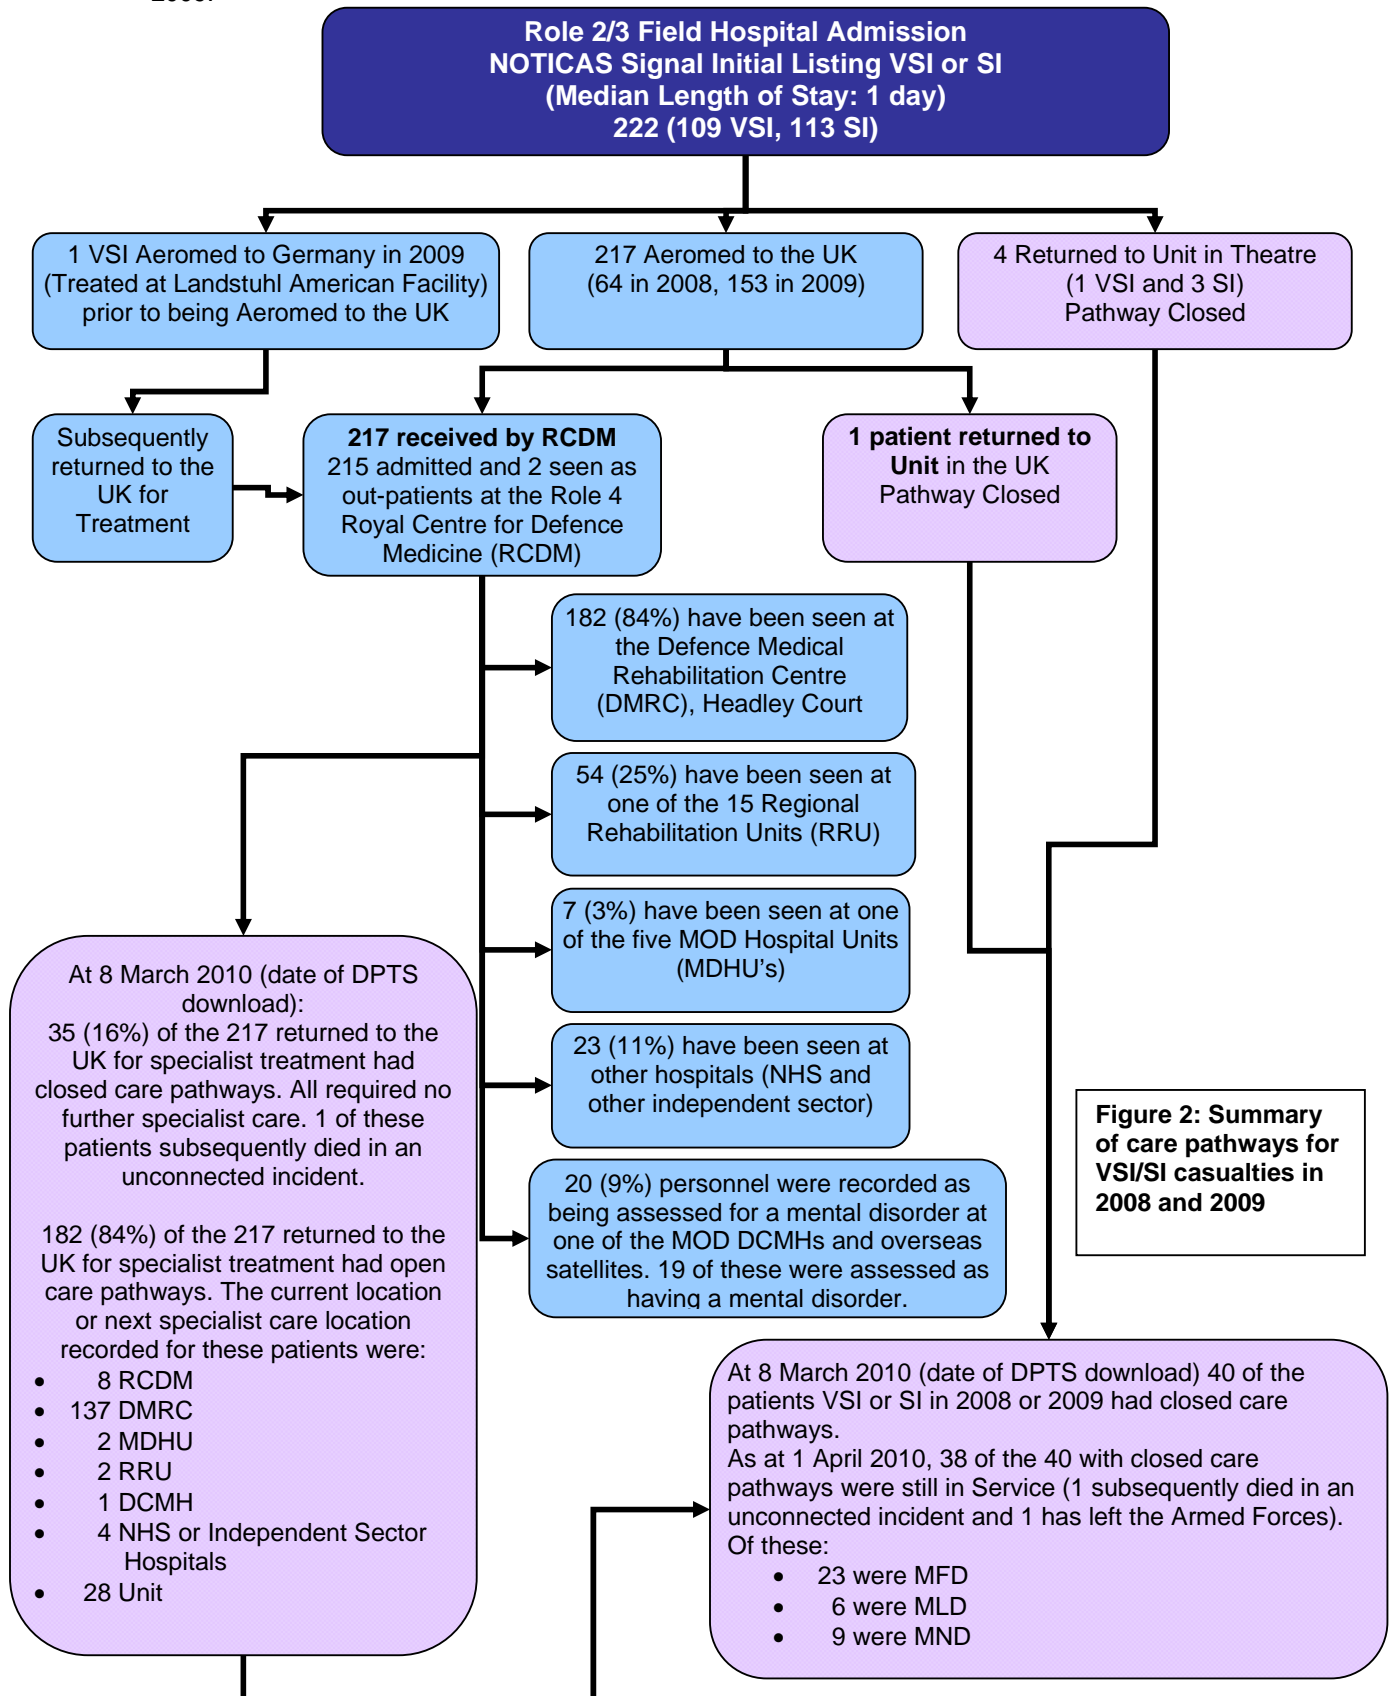 Role 2/3 Field Hospital Admission
NOTICAS Signal Initial Listing VSI or SI
(Median Length of Stay: 1 day)
222 (109 VSI, 113 SI)
1 VSI Aeromed to Germany in 2009
(Treated at Landstuhl American Facility)
prior to being Aeromed to the UK
217 Aeromed to the UK
(64 in 2008, 153 in 2009)
4 Returned to Unit in Theatre
(1 VSI and 3 SI)
Pathway Closed
Subsequently
returned to the
UK for
Treatment
217 received by RCDM
215 admitted and 2 seen as
out-patients at the Role 4
Royal Centre for Defence
Medicine (RCDM)
1 patient returned to
Unit in the UK
Pathway Closed
182 (84%) have been seen at
the Defence Medical
Rehabilitation Centre
(DMRC), Headley Court
54 (25%) have been seen at
one of the 15 Regional
Rehabilitation Units (RRU)
7 (3%) have been seen at one
of the five MOD Hospital Units
(MDHU's)
23 (11%) have been seen at
other hospitals (NHS and
other independent sector)
20 (9%) personnel were recorded as
being assessed for a mental disorder at
one of the MOD DCMHs and overseas
satellites. 19 of these were assessed as
having a mental disorder.
At 8 March 2010 (date of DPTS
download):
35 (16%) of the 217 returned to the
UK for specialist treatment had
closed care pathways. All required no
further specialist care. 1 of these
patients subsequently died in an
unconnected incident.
182 (84%) of the 217 returned to the
UK for specialist treatment had open
care pathways. The current location
or next specialist care location
recorded for these patients were:
• 8 RCDM
• 137 DMRC
• 2 MDHU
• 2 RRU
• 1 DCMH
• 4 NHS or Independent Sector
Hospitals
• 28 Unit
Figure 2: Summary
of care pathways for
VSI/SI casualties in
2008 and 2009
At 8 March 2010 (date of DPTS download) 40 of the
patients VSI or SI in 2008 or 2009 had closed care
pathways.
As at 1 April 2010, 38 of the 40 with closed care
pathways were still in Service (1 subsequently died in an
unconnected incident and 1 has left the Armed Forces).
Of these:
• 23 were MFD
• 6 were MLD
• 9 were MND